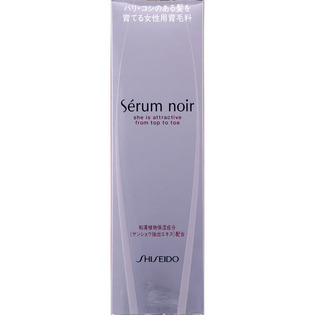 ハリ・コシのある髪を
育てる女性用育毛料
Sérum noir
she is attractive
from top to toe
和漢植物保湿成分
(サンショウ抽出エキス)配合
SHISEIDO